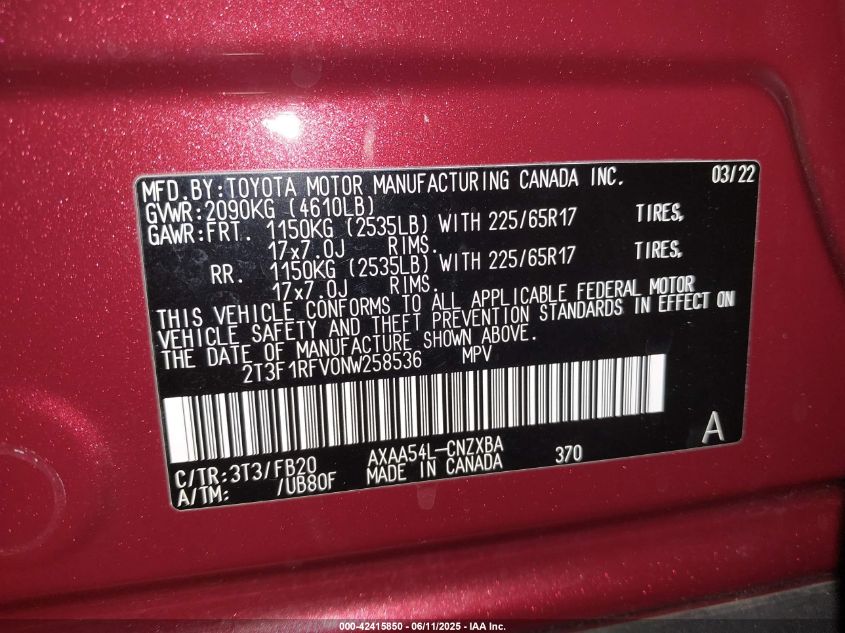 MFD.BY:TOYOTA MOTOR MANUFACTURING CANADA INC. 03/22
GVWR:2090KG (4610LB)
GAWR:FRT. 1150KG (2535LB) WITH 225/65R17 TIRES,
17x7.0J RIMS.
RR. 1150KG (2535LB) WITH 225/65R17 TIRES,
17x7.0J RIMS.
THIS VEHICLE CONFORMS TO ALL APPLICABLE FEDERAL MOTOR
VEHICLE SAFETY AND THEFT PREVENTION STANDARDS IN EFFECT ON
THE DATE OF MANUFACTURE SHOWN ABOVE.
2T3F1RFV0NW258536 MPV
A
C/TR:3T3/FB20 AXAA54L-CNZXBA 370
A/TM: /UB80F MADE IN CANADA
000-42415850 - 06/11/2025 - IAA Inc.